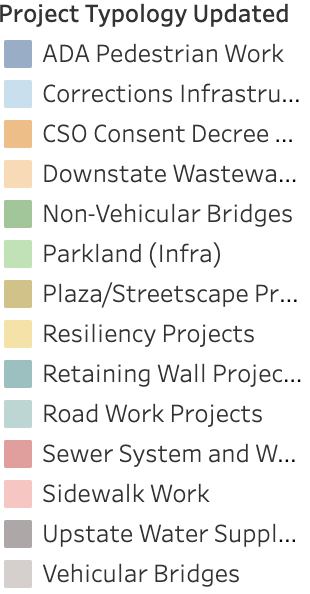 Project Typology Updated
ADA Pedestrian Work
Corrections Infrastru...
CSO Consent Decree ...
Downstate Wastewa...
Non-Vehicular Bridges
Parkland (Infra)
Plaza/Streetscape Pr...
Resiliency Projects
Retaining Wall Projec...
Road Work Projects
Sewer System and W...
Sidewalk Work
Upstate Water Suppl...
Vehicular Bridges